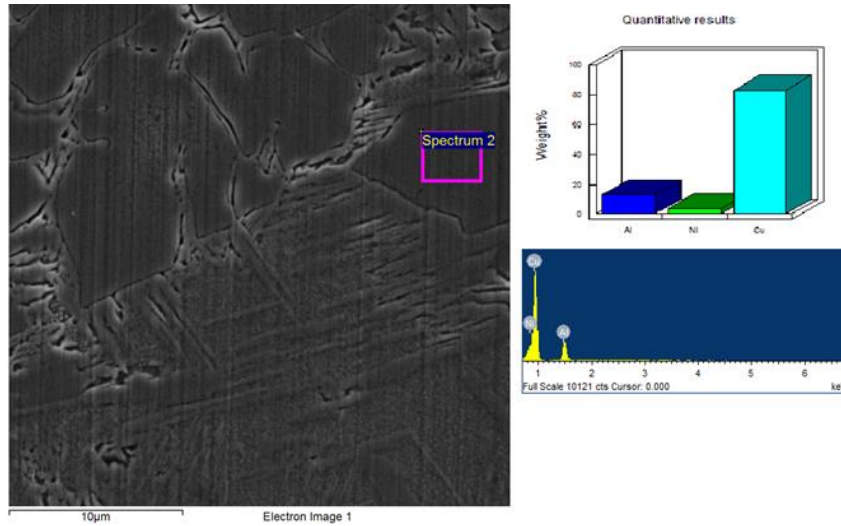 Spectrum 2
10μm
Electron Image 1
Quantitative results
Weight%
100
80
60
40
20
0
Al
Ni
Cu
Cu
Ni
Al
1 2 3 4 5 6
Full Scale 10121 cts Cursor: 0.000
ke